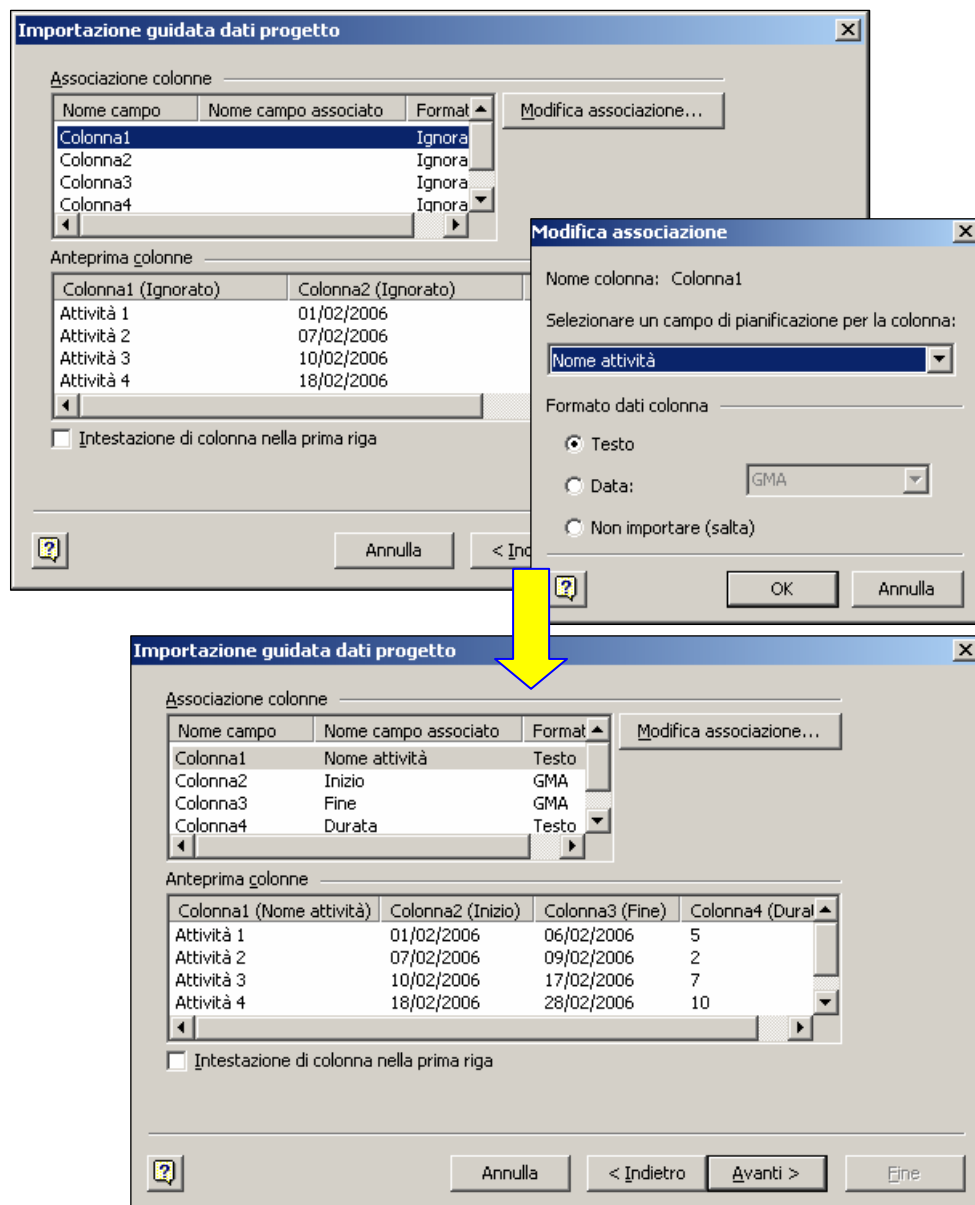 Importazione guidata dati progetto
Associazione colonne
Nome campo Nome campo associato Format
Modifica associazione...
Colonna1 Ignora
Colonna2 Ignora
Colonna3 Ignora
Colonna4 Ignora
Anteprima colonne
Colonna1 (Ignorato) Colonna2 (Ignorato)
Attività 1 01/02/2006
Attività 2 07/02/2006
Attività 3 10/02/2006
Attività 4 18/02/2006
Intestazione di colonna nella prima riga
Annulla < Ind
Modifica associazione
Nome colonna: Colonna1
Selezionare un campo di pianificazione per la colonna:
Nome attività
Formato dati colonna
Testo
Data: GMA
Non importare (salta)
OK Annulla
Importazione guidata dati progetto
Associazione colonne
Nome campo Nome campo associato Format
Modifica associazione...
Colonna1 Nome attività Testo
Colonna2 Inizio GMA
Colonna3 Fine GMA
Colonna4 Durata Testo
Anteprima colonne
Colonna1 (Nome attività) Colonna2 (Inizio) Colonna3 (Fine) Colonna4 (Durat
Attività 1 01/02/2006 06/02/2006 5
Attività 2 07/02/2006 09/02/2006 2
Attività 3 10/02/2006 17/02/2006 7
Attività 4 18/02/2006 28/02/2006 10
Intestazione di colonna nella prima riga
Annulla < Indietro Avanti > Fine